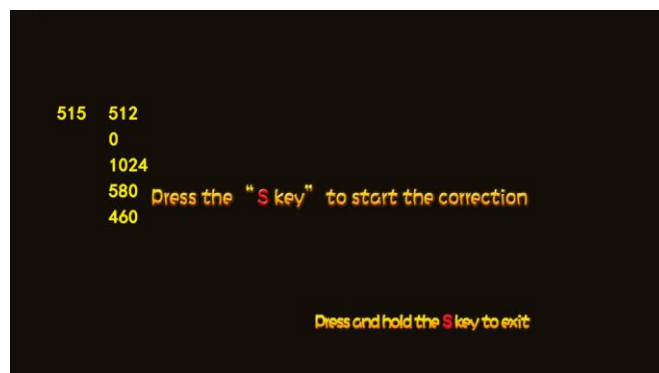 515 512
0
1024
580
460
Press the “S key” to start the correction
Press and hold the S key to exit